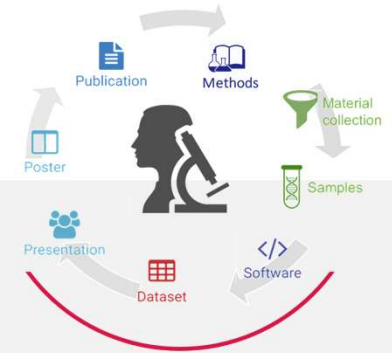 Publication
Methods
Material
collection
Poster
Samples
Presentation
</>
Software
Dataset